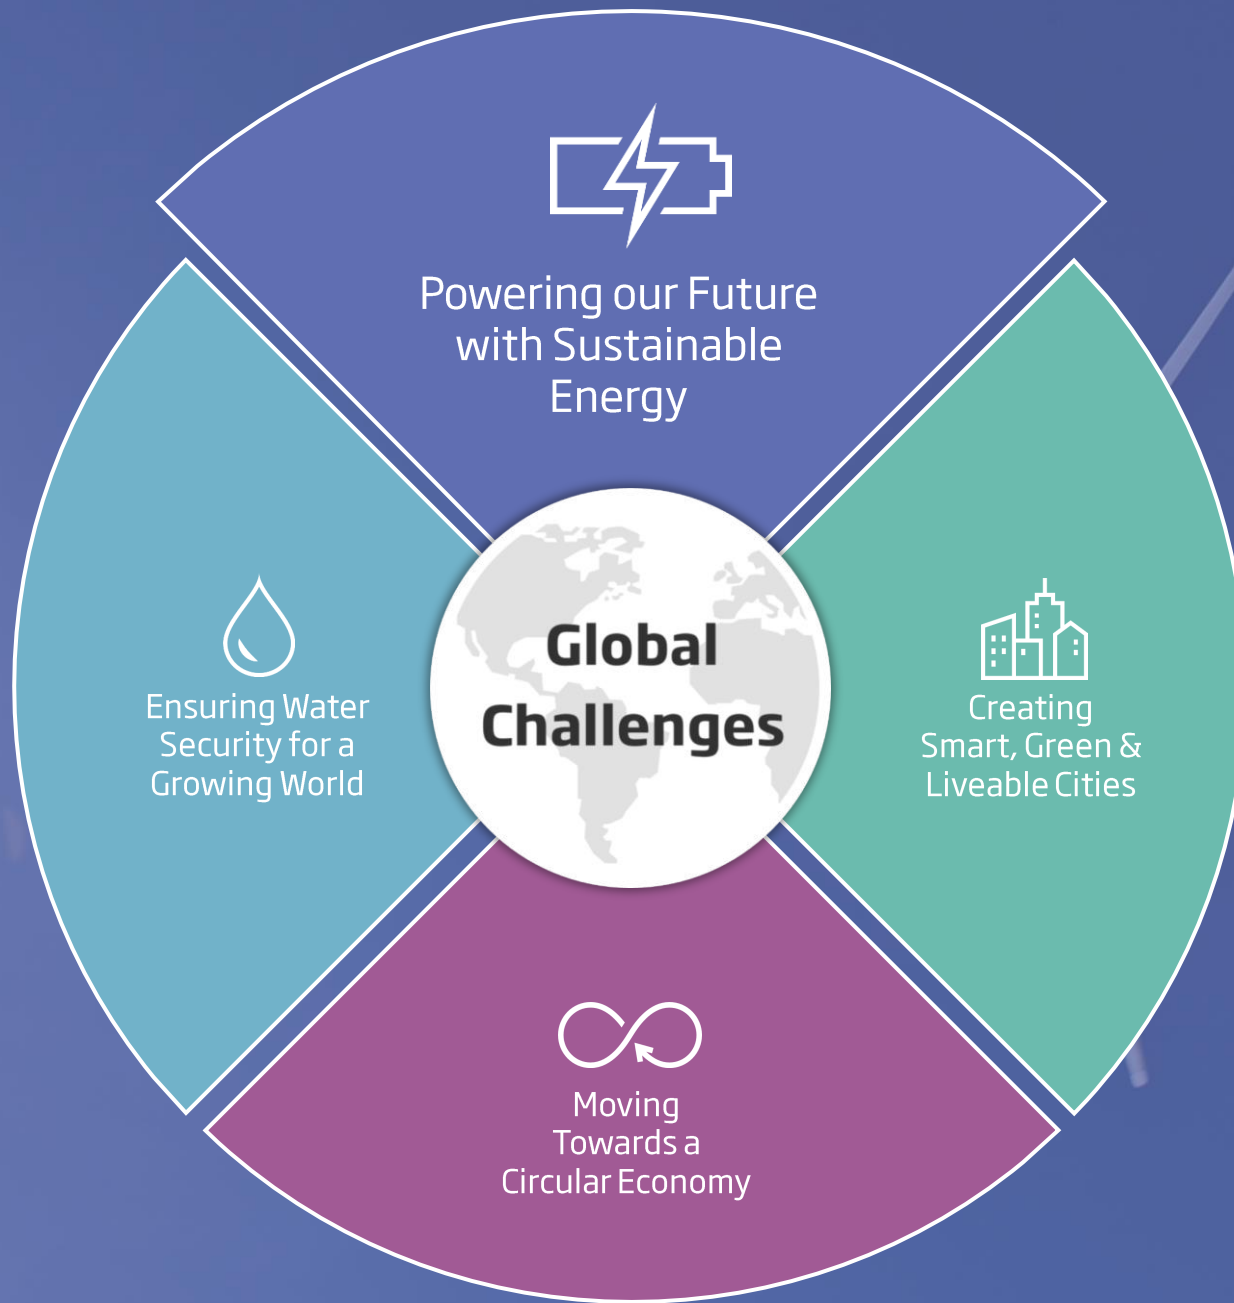 Powering our Future
with Sustainable
Energy
Ensuring Water
Security for a
Growing World
Global
Challenges
Creating
Smart, Green &
Liveable Cities
Moving
Towards a
Circular Economy